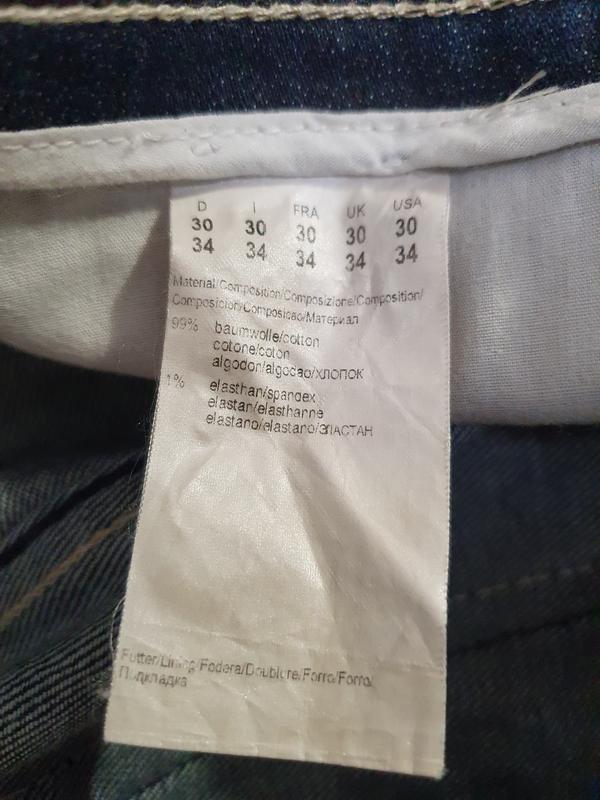 D I FRA UK USA
30 30 30 30 30
34 34 34 34 34
Material/Composition/Composizione/Composition/
Composicion/Composicao/Материал
99% baumwolle/cotton
cotone/coton
algodon/algodao/ХЛОПОК
1% elasthan/spandex
elastan/elasthanne
elastano/elastano/ЭЛАСТАН
Futter/Lining/Fodera/Doublure/Forro/Forro/
Подкладка